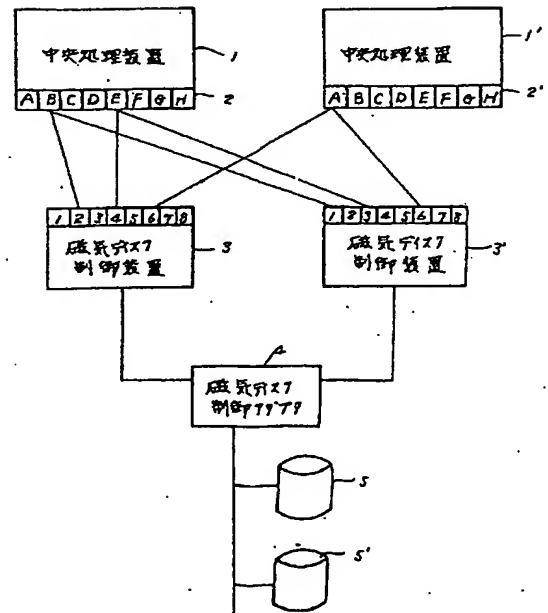 中央処理装置
1
A B C D E F G H
2
中央処理装置
1'
A B C D E F G H
2'
1 2 3 4 5 6 7 8
磁気ディスク
制御装置
3
1 2 3 4 5 6 7 8
磁気ディスク
制御装置
3'
4
磁気ディスク
制御アダプタ
5
5'